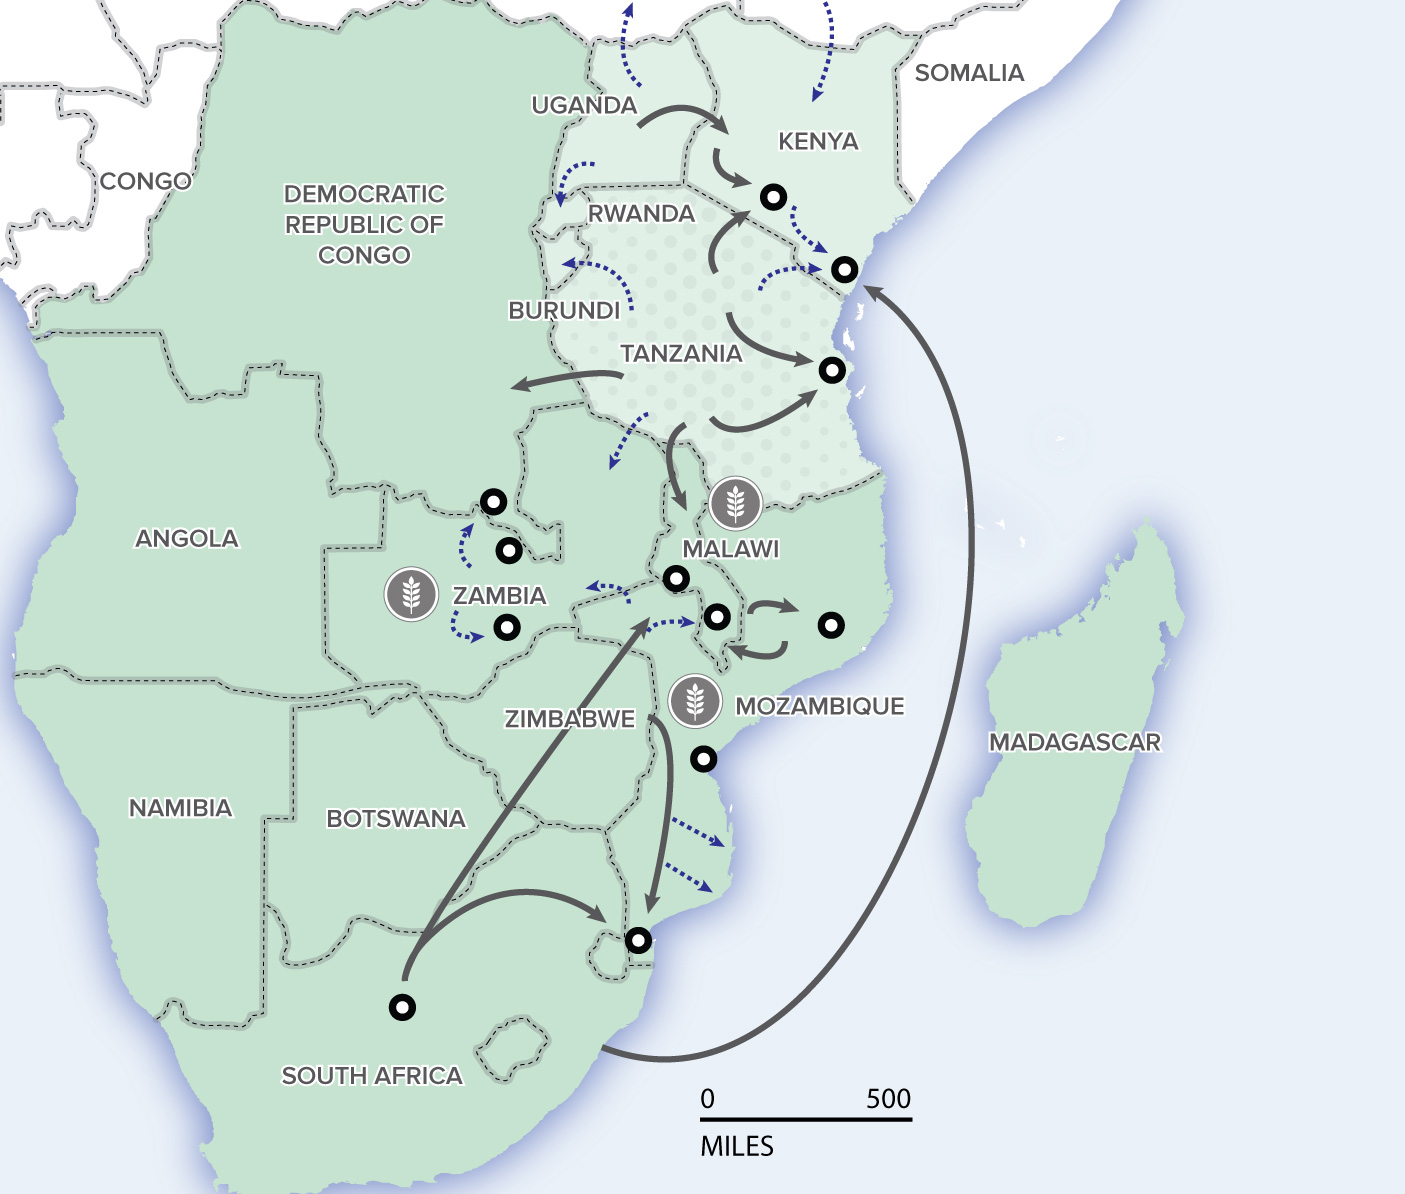 SOMALIA
UGANDA
KENYA
CONGO
DEMOCRATIC
REPUBLIC OF
CONGO
RWANDA
BURUNDI
TANZANIA
ANGOLA
MALAWI
ZAMBIA
MOZAMBIQUE
ZIMBABWE
MADAGASCAR
NAMIBIA
BOTSWANA
SOUTH AFRICA
0 500
MILES